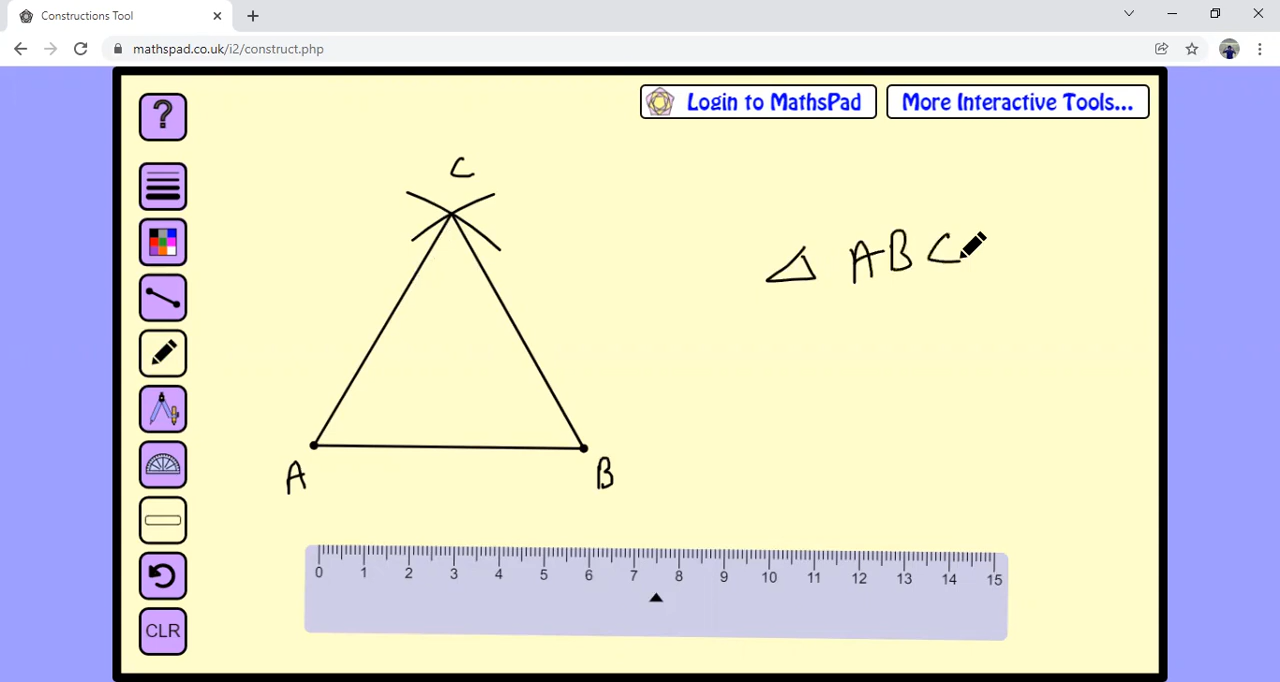 Constructions Tool
mathspad.co.uk/i2/construct.php
?
Login to MathsPad
More Interactive Tools...
C
△ ABC
A
B
0 1 2 3 4 5 6 7 8 9 10 11 12 13 14 15
CLR